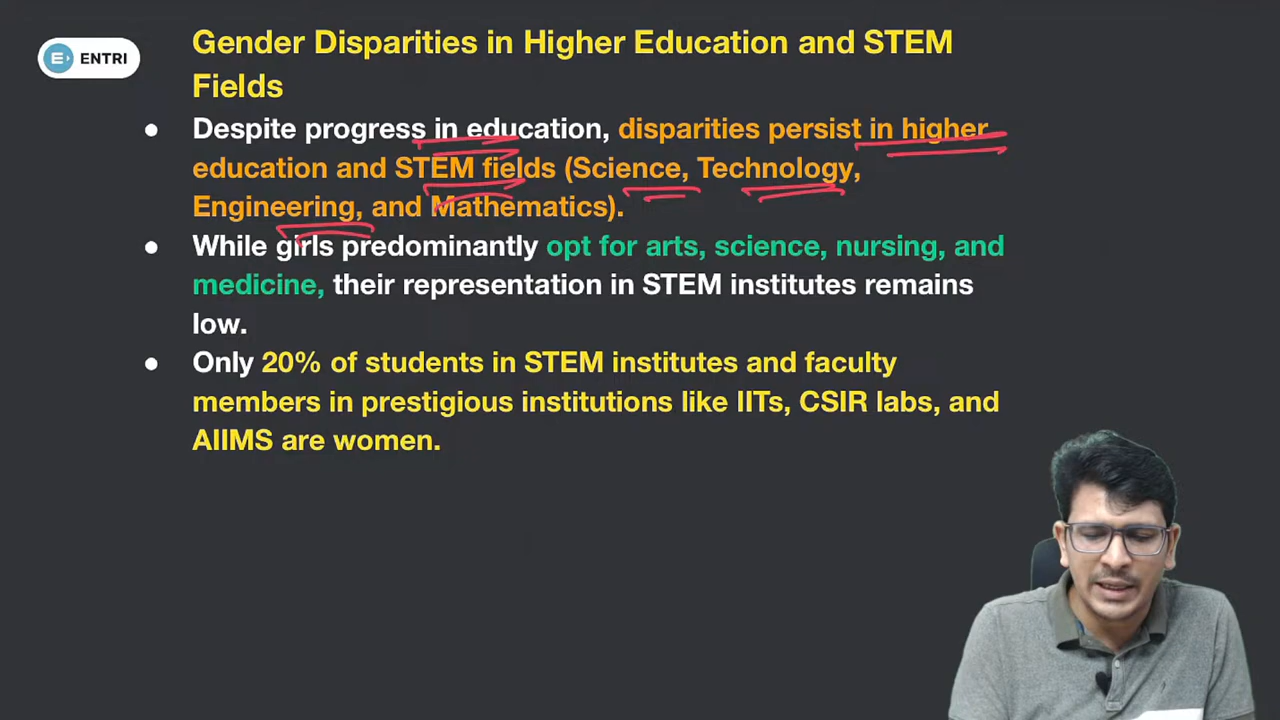 ENTRI
Gender Disparities in Higher Education and STEM
Fields
● Despite progress in education, disparities persist in higher
education and STEM fields (Science, Technology,
Engineering, and Mathematics).
● While girls predominantly opt for arts, science, nursing, and
medicine, their representation in STEM institutes remains
low.
● Only 20% of students in STEM institutes and faculty
members in prestigious institutions like IITs, CSIR labs, and
AIIMS are women.